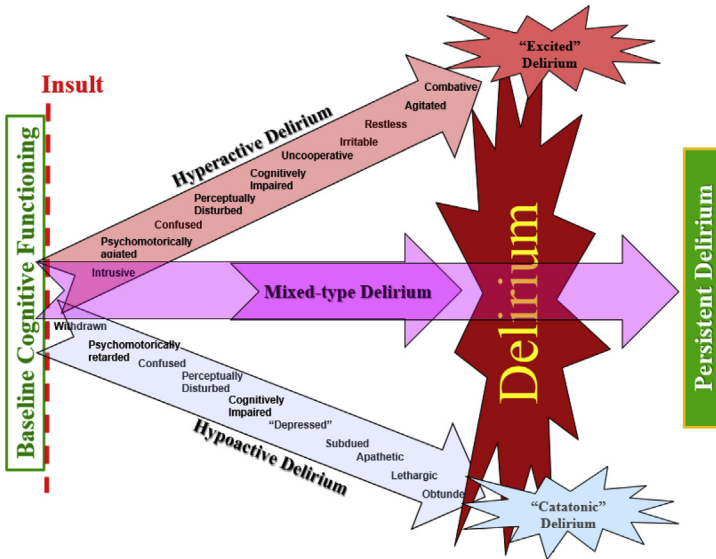 "Excited"
Delirium
Insult
Combative
Agitated
Restless
Irritable
Uncooperative
Cognitively
Impaired
Perceptually
Disturbed
Confused
Psychomotorically
agiated
Intrusive
Hyperactive Delirium
Baseline Cognitive Functioning
Mixed-type Delirium
Delirium
Persistent Delirium
Withdrawn
Psychomotorically
retarded
Confused
Perceptually
Disturbed
Cognitively
Impaired
"Depressed"
Subdued
Apathetic
Lethargic
Obtunde
Hypoactive Delirium
"Catatonic"
Delirium